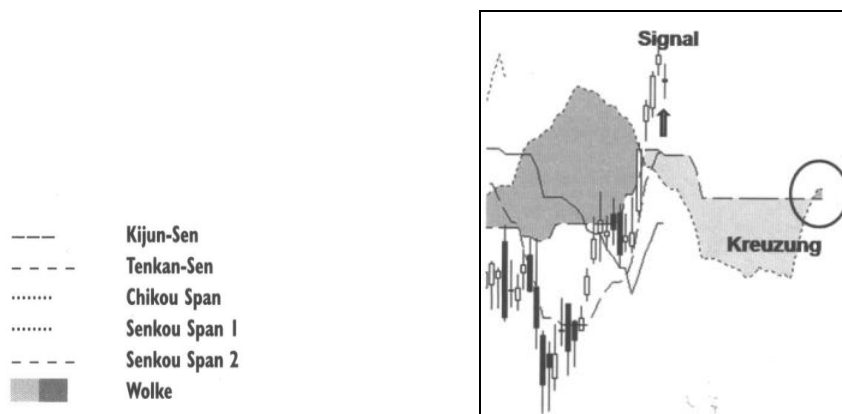 Signal
Kreuzung
Kijun-Sen
Tenkan-Sen
Chikou Span
Senkou Span 1
Senkou Span 2
Wolke